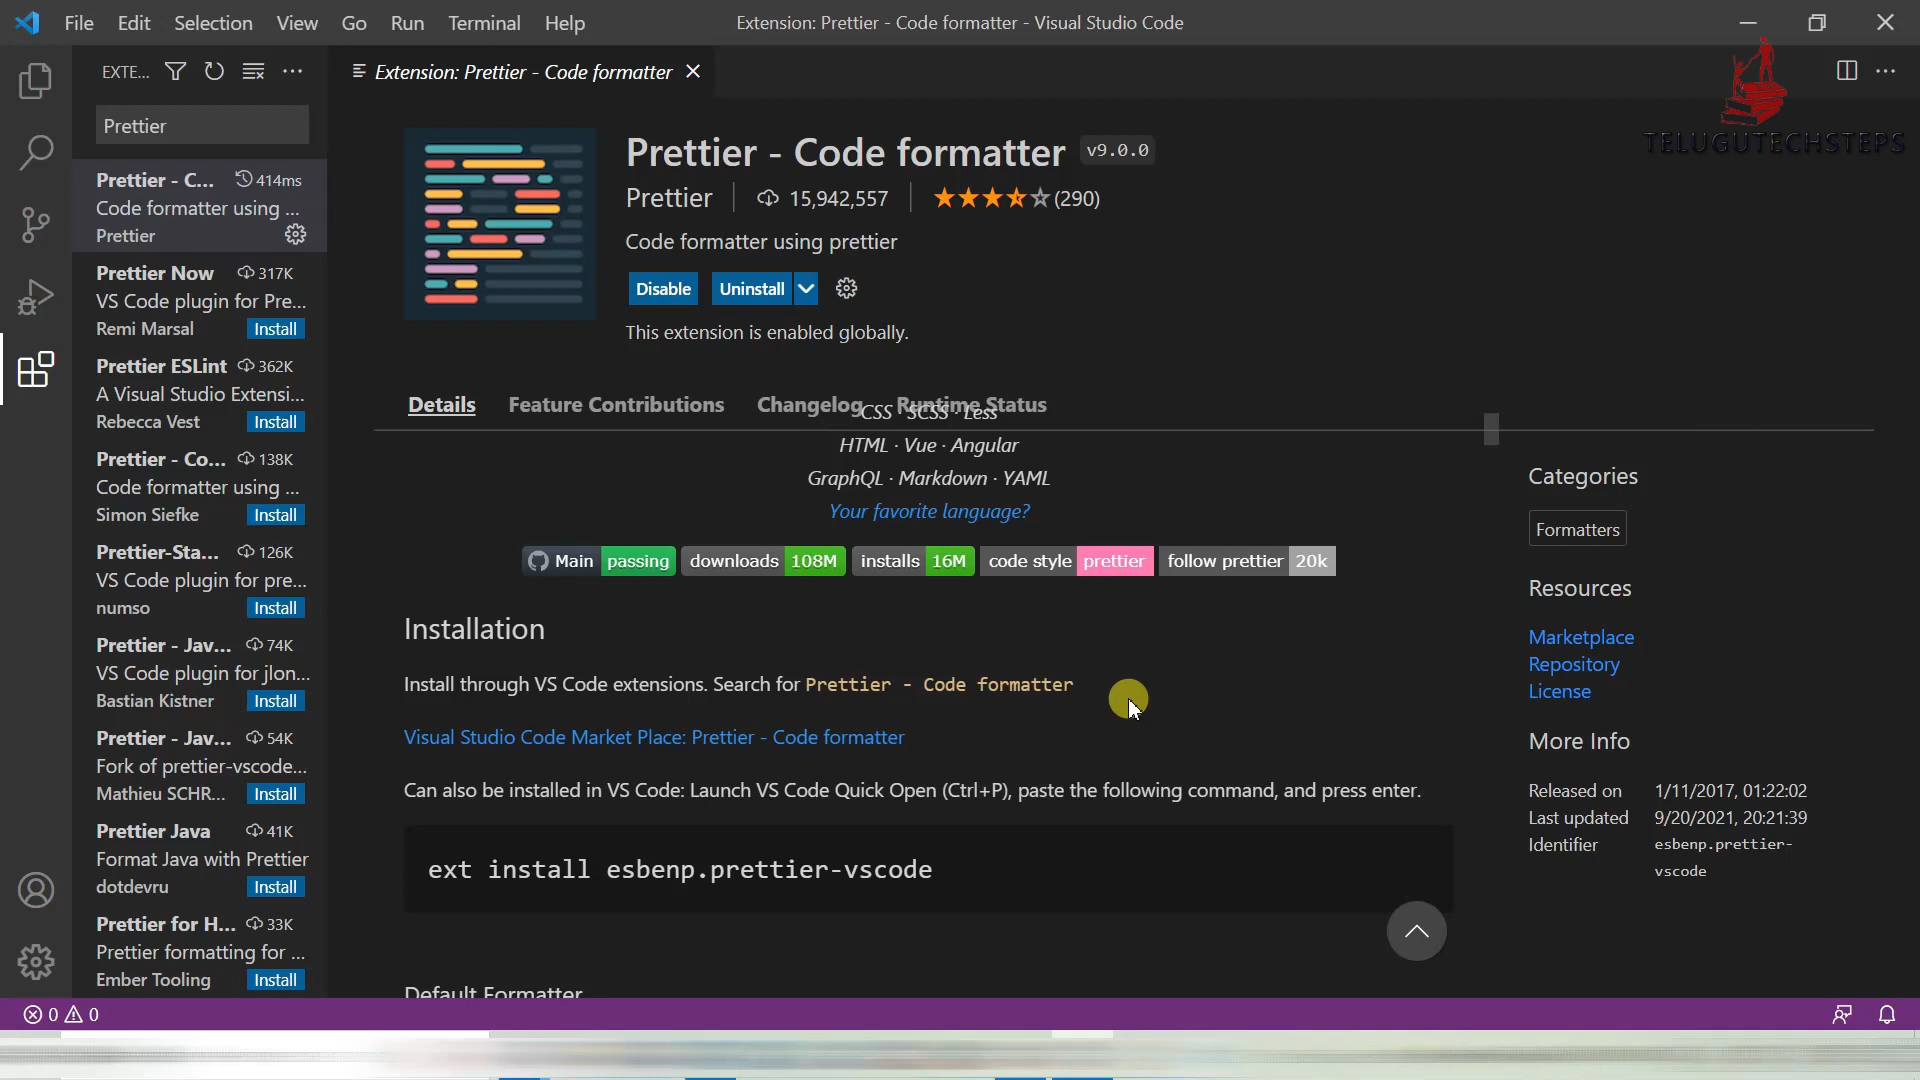 File Edit Selection View Go Run Terminal Help
Extension: Prettier - Code formatter - Visual Studio Code
EXTE...
Extension: Prettier - Code formatter
TELUGUTECHSTEPS
Prettier
Prettier - C... 414ms
Code formatter using ...
Prettier
Prettier Now 317K
VS Code plugin for Pre...
Remi Marsal Install
Prettier ESLint 362K
A Visual Studio Extensi...
Rebecca Vest Install
Prettier - Co... 138K
Code formatter using ...
Simon Siefke Install
Prettier-Sta... 126K
VS Code plugin for pre...
numso Install
Prettier - Jav... 74K
VS Code plugin for jlon...
Bastian Kistner Install
Prettier - Jav... 54K
Fork of prettier-vscode...
Mathieu SCHR... Install
Prettier Java 41K
Format Java with Prettier
dotdevru Install
Prettier for H... 33K
Prettier formatting for ...
Ember Tooling Install
Prettier - Code formatter v9.0.0
Prettier 15,942,557 (290)
Code formatter using prettier
Disable Uninstall
This extension is enabled globally.
Details Feature Contributions Changelog Runtime Status
CSS · SCSS · Less
HTML · Vue · Angular
GraphQL · Markdown · YAML
Your favorite language?
Main passing downloads 108M installs 16M code style prettier follow prettier 20k
Installation
Install through VS Code extensions. Search for Prettier - Code formatter
Visual Studio Code Market Place: Prettier - Code formatter
Can also be installed in VS Code: Launch VS Code Quick Open (Ctrl+P), paste the following command, and press enter.
ext install esbenp.prettier-vscode
Default Formatter
Categories
Formatters
Resources
Marketplace
Repository
License
More Info
Released on 1/11/2017, 01:22:02
Last updated 9/20/2021, 20:21:39
Identifier esbenp.prettier-
vscode
0 0